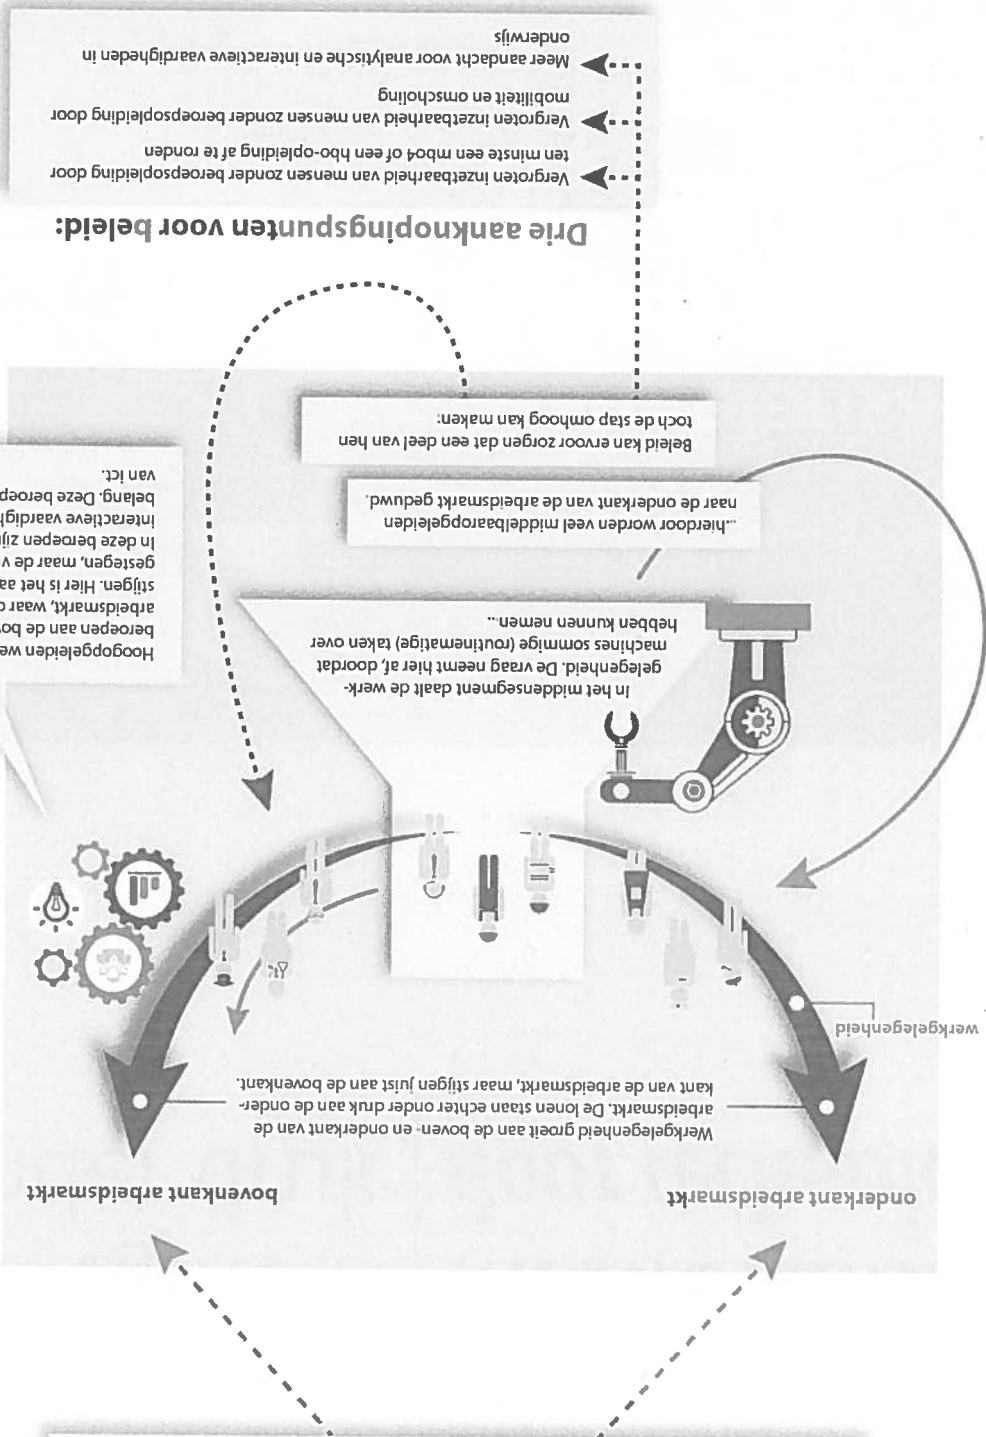 onderkant arbeidsmarkt
bovenkant arbeidsmarkt
Werkgelegenheid groeit aan de boven- en onderkant van de
arbeidsmarkt. De lonen staan echter onder druk aan de onder-
kant van de arbeidsmarkt, maar stijgen juist aan de bovenkant.
werkgelegenheid
In het middensegment daalt de werk-
gelegenheid. De vraag neemt hier af, doordat
machines sommige (routinematige) taken over
hebben kunnen nemen...
...hierdoor worden veel middelbaaropgeleiden
naar de onderkant van de arbeidsmarkt geduwd.
Beleid kan ervoor zorgen dat een deel van hen
toch de stap omhoog kan maken:
Hoogopgeleiden we
beroepen aan de bov
arbeidsmarkt, waar
stijgen. Hier is het aa
gestegen, maar de v
In deze beroepen zij
interactieve vaardigh
belang. Deze beroep
van ict.
Drie aanknopingspunten voor beleid:
Vergroten inzetbaarheid van mensen zonder beroepsopleiding door
ten minste een mbo4 of een hbo-opleiding af te ronden
Vergroten inzetbaarheid van mensen zonder beroepsopleiding door
mobiliteit en omscholing
Meer aandacht voor analytische en interactieve vaardigheden in
onderwijs